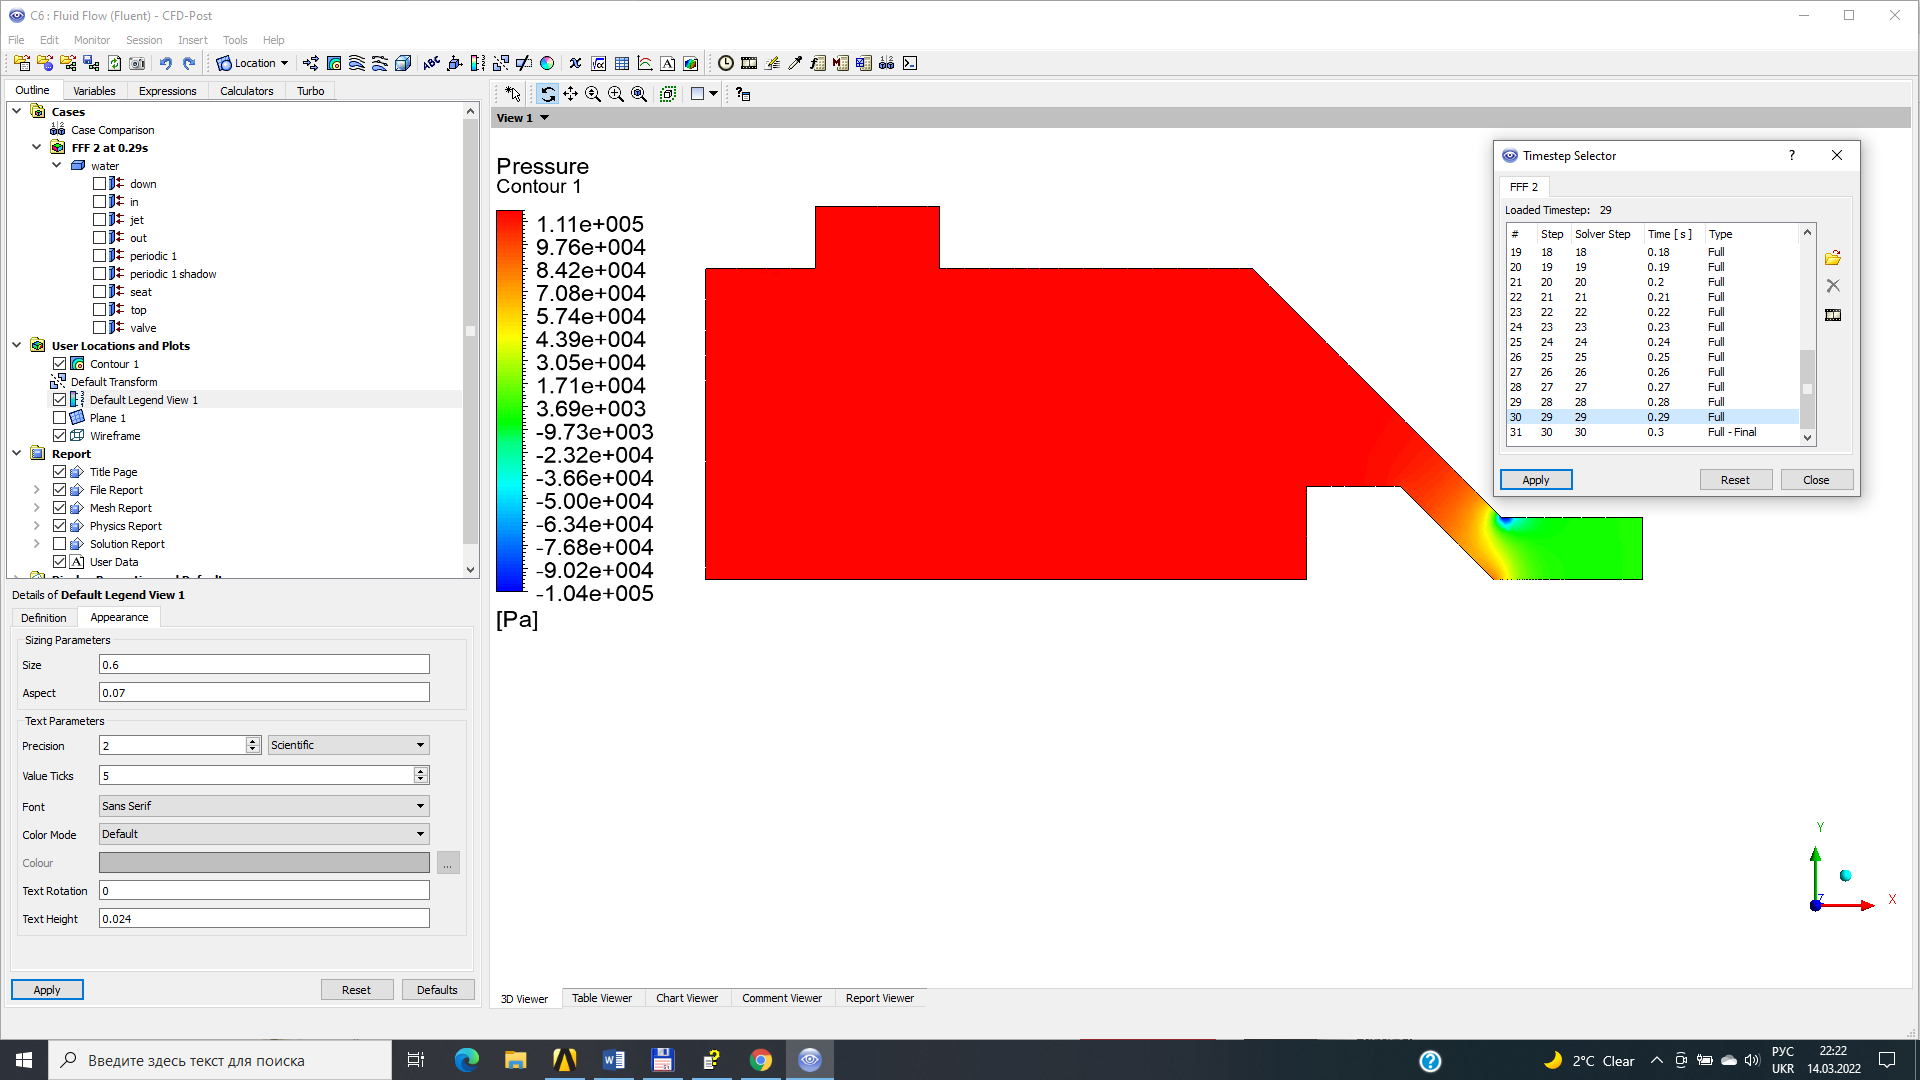 C6 : Fluid Flow (Fluent) - CFD-Post
File Edit Monitor Session Insert Tools Help
Location
Outline Variables Expressions Calculators Turbo
Cases
Case Comparison
FFF 2 at 0.29s
water
down
in
jet
out
periodic 1
periodic 1 shadow
seat
top
valve
User Locations and Plots
Contour 1
Default Transform
Default Legend View 1
Plane 1
Wireframe
Report
Title Page
File Report
Mesh Report
Physics Report
Solution Report
A User Data
Details of Default Legend View 1
Definition Appearance
Sizing Parameters
Size 0.6
Aspect 0.07
Text Parameters
Precision 2 Scientific
Value Ticks 5
Font Sans Serif
Color Mode Default
Colour ...
Text Rotation 0
Text Height 0.024
Apply Reset Defaults
View 1
Pressure
Contour 1
1.11e+005
9.76e+004
8.42e+004
7.08e+004
5.74e+004
4.39e+004
3.05e+004
1.71e+004
3.69e+003
-9.73e+003
-2.32e+004
-3.66e+004
-5.00e+004
-6.34e+004
-7.68e+004
-9.02e+004
-1.04e+005
[Pa]
Timestep Selector ?
FFF 2
Loaded Timestep: 29
# Step Solver Step Time [ s ] Type
19 18 18 0.18 Full
20 19 19 0.19 Full
21 20 20 0.2 Full
22 21 21 0.21 Full
23 22 22 0.22 Full
24 23 23 0.23 Full
25 24 24 0.24 Full
26 25 25 0.25 Full
27 26 26 0.26 Full
28 27 27 0.27 Full
29 28 28 0.28 Full
30 29 29 0.29 Full
31 30 30 0.3 Full - Final
Apply Reset Close
Y
Z
X
3D Viewer Table Viewer Chart Viewer Comment Viewer Report Viewer
Введите здесь текст для поиска
2°C Clear
РУС
UKR
22:22
14.03.2022